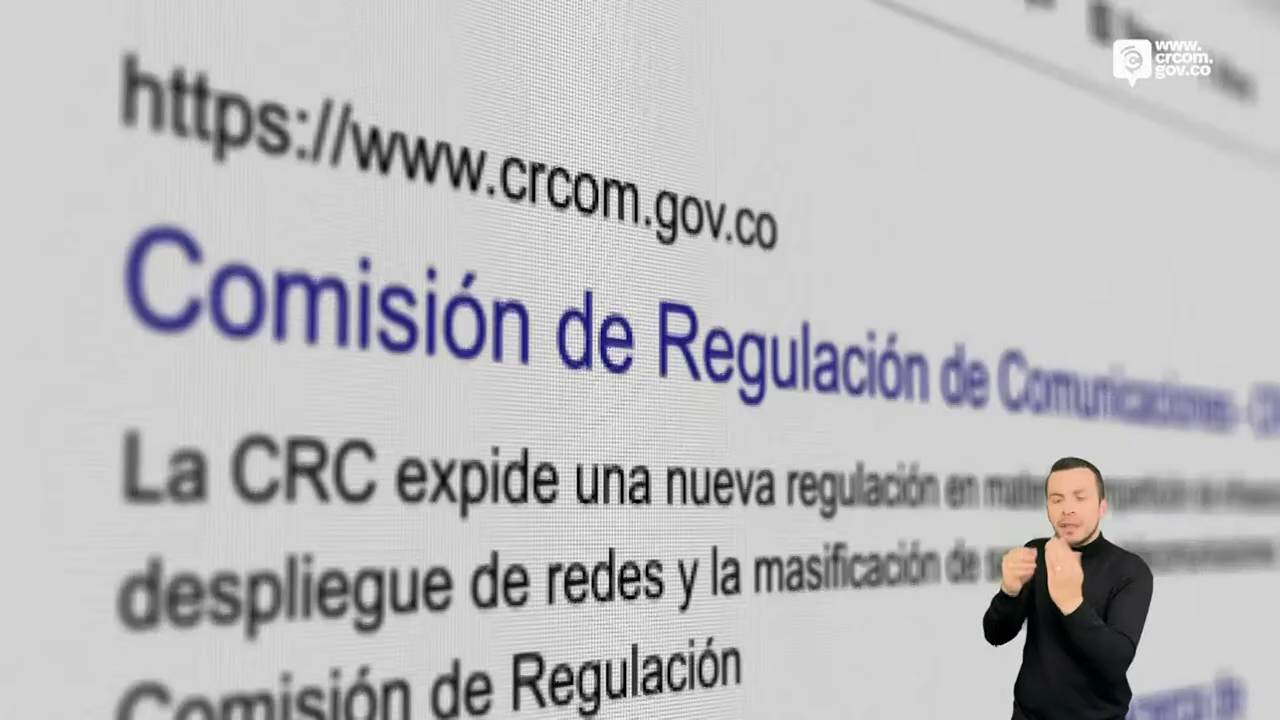 www.
crcom.
gov.co
https://www.crcom.gov.co
Comisión de Regulación de Comunicaciones -
La CRC expide una nueva regulación en
despliegue de redes y la masificación de
Comisión de Regulación